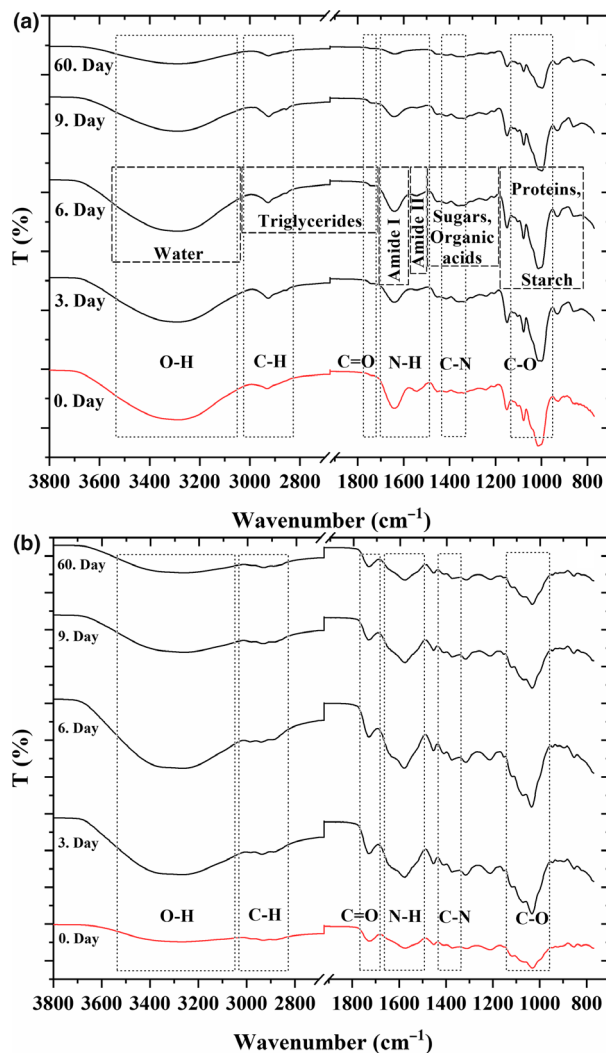 (a)
60. Day
9. Day
6. Day
3. Day
0. Day
T (%)
Water
Triglycerides
Amide I
Amide II
Sugars,
Organic
acids
Proteins,
Starch
O-H C-H C=O N-H C-N C-O
3800 3600 3400 3200 3000 2800 1800 1600 1400 1200 1000 800
Wavenumber (cm⁻¹)
(b)
60. Day
9. Day
6. Day
3. Day
0. Day
T (%)
O-H C-H C=O N-H C-N C-O
3800 3600 3400 3200 3000 2800 1800 1600 1400 1200 1000 800
Wavenumber (cm⁻¹)